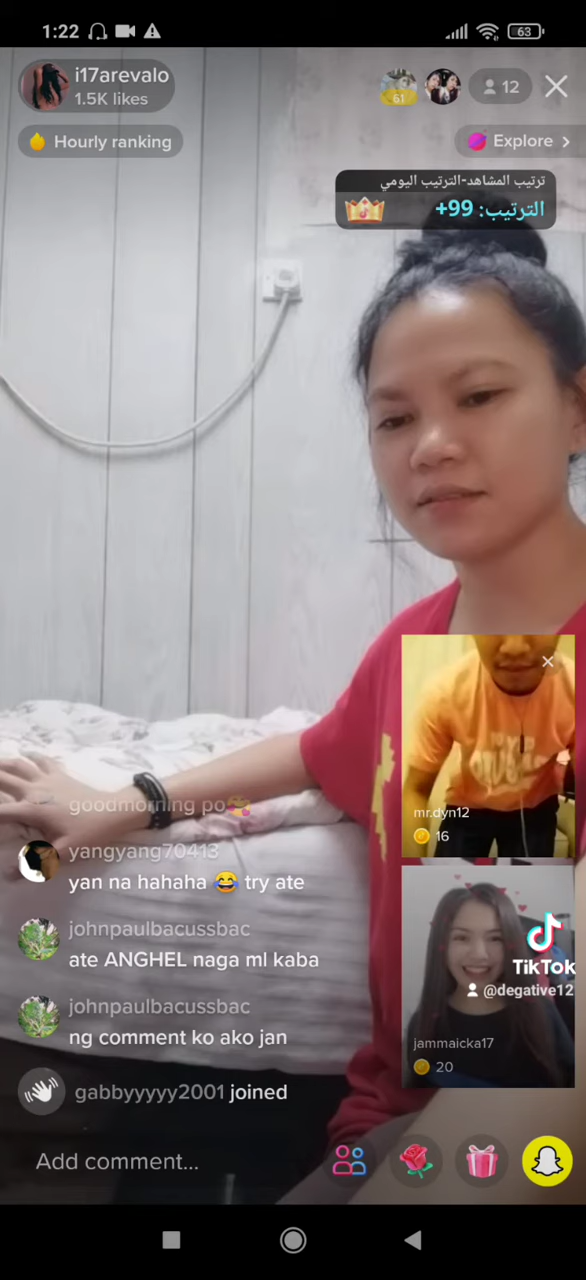 1:22
63
i17arevalo
1.5K likes
61
12
Hourly ranking
Explore >
ترتيب المشاهد-الترتيب اليومي
الترتيب: 99+
goodmorning po🥰
yangyang70413
yan na hahaha 😂 try ate
johnpaulbacussbac
ate ANGHEL naga ml kaba
johnpaulbacussbac
ng comment ko ako jan
gabbyyyyy2001 joined
mr.dyn12
16
TikTok
@degative12
jammaicka17
20
Add comment...